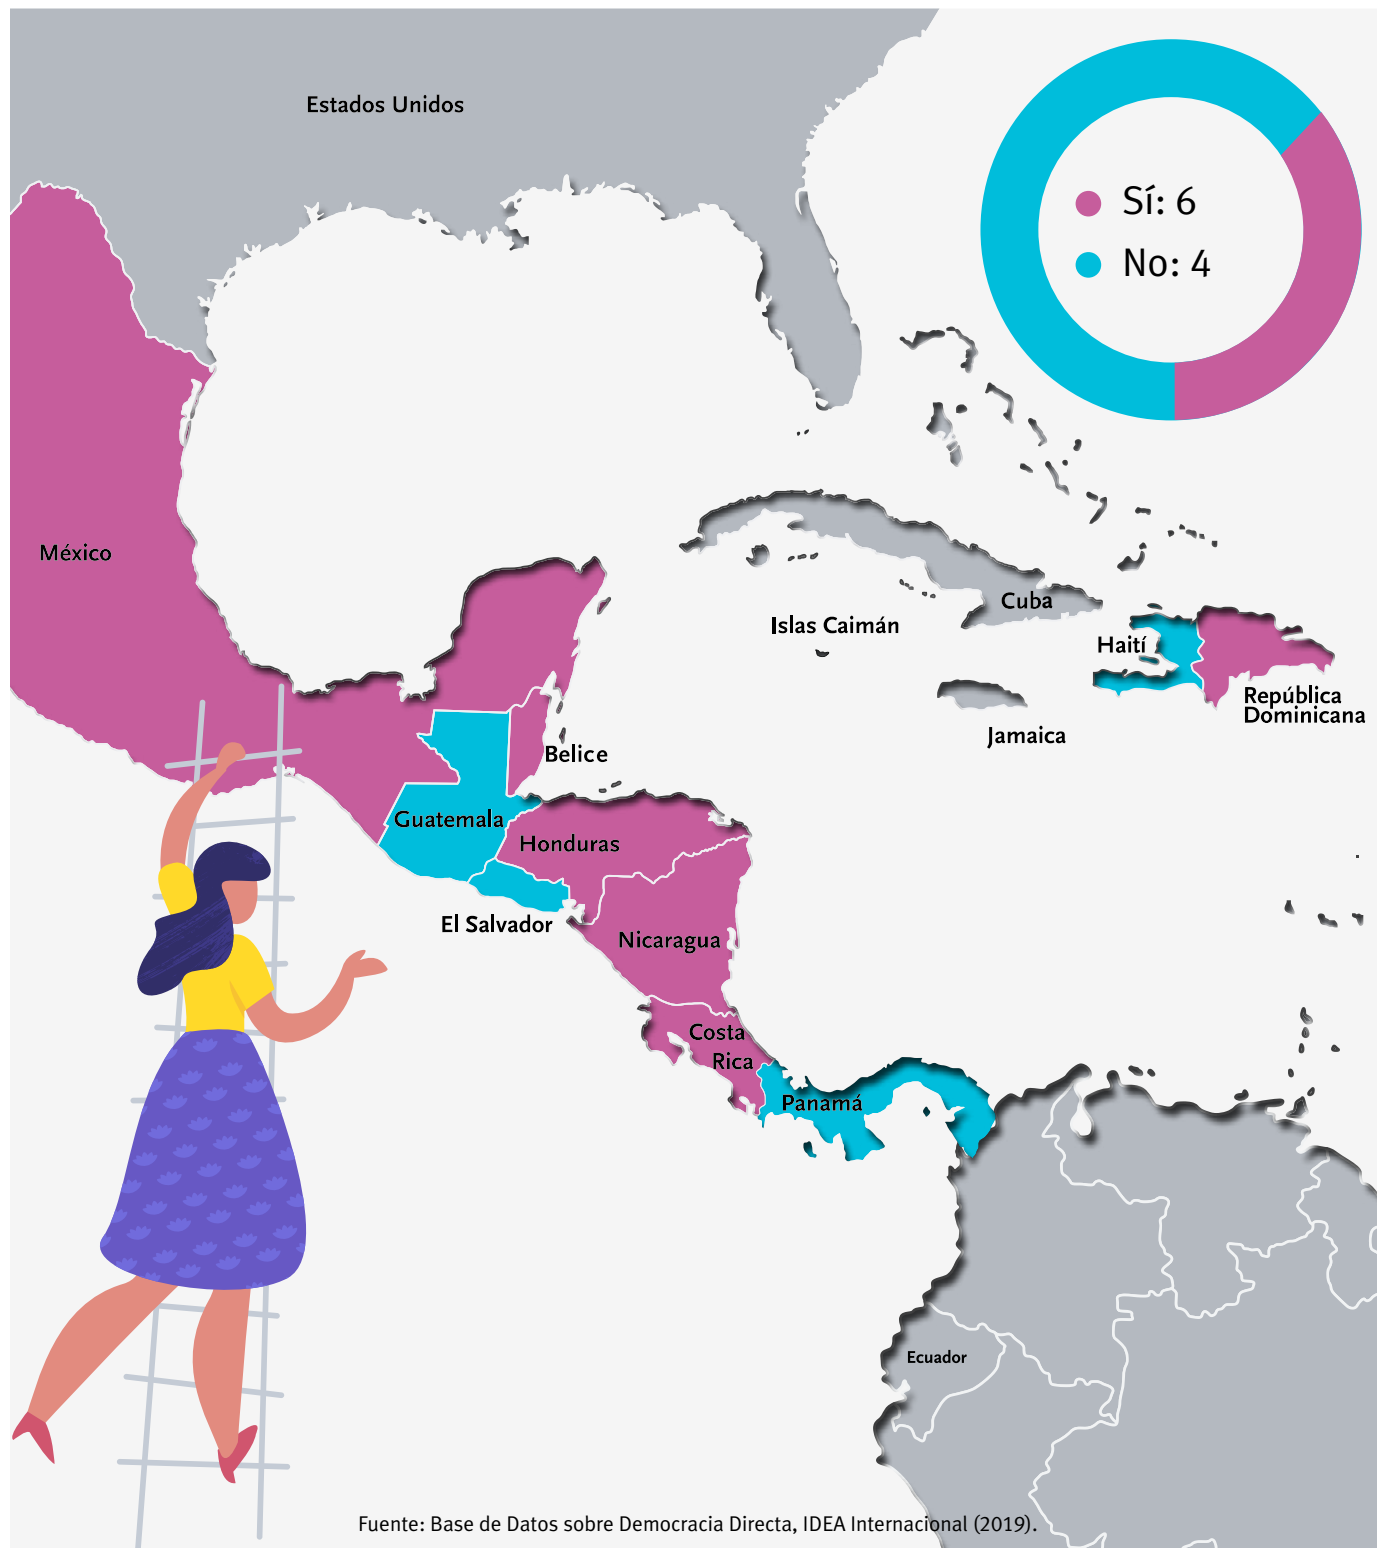 Estados Unidos
Sí: 6
No: 4
México
Cuba
Islas Caimán
Haití
República
Dominicana
Jamaica
Belice
Guatemala
Honduras
El Salvador
Nicaragua
Costa
Rica
Panamá
Ecuador
Fuente: Base de Datos sobre Democracia Directa, IDEA Internacional (2019).